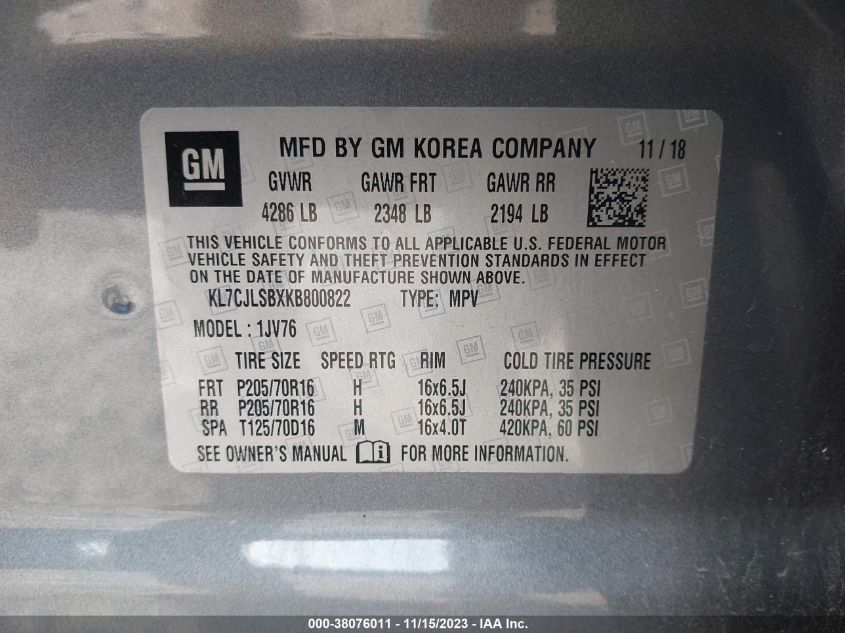 GM MFD BY GM KOREA COMPANY 11 / 18
GVWR GAWR FRT GAWR RR
4286 LB 2348 LB 2194 LB
THIS VEHICLE CONFORMS TO ALL APPLICABLE U.S. FEDERAL MOTOR
VEHICLE SAFETY AND THEFT PREVENTION STANDARDS IN EFFECT
ON THE DATE OF MANUFACTURE SHOWN ABOVE.
KL7CJLSBXKB800822 TYPE: MPV
MODEL : 1JV76
TIRE SIZE SPEED RTG RIM COLD TIRE PRESSURE
FRT P205/70R16 H 16x6.5J 240KPA, 35 PSI
RR P205/70R16 H 16x6.5J 240KPA, 35 PSI
SPA T125/70D16 M 16x4.0T 420KPA, 60 PSI
SEE OWNER'S MANUAL FOR MORE INFORMATION.
000-38076011 - 11/15/2023 - IAA Inc.